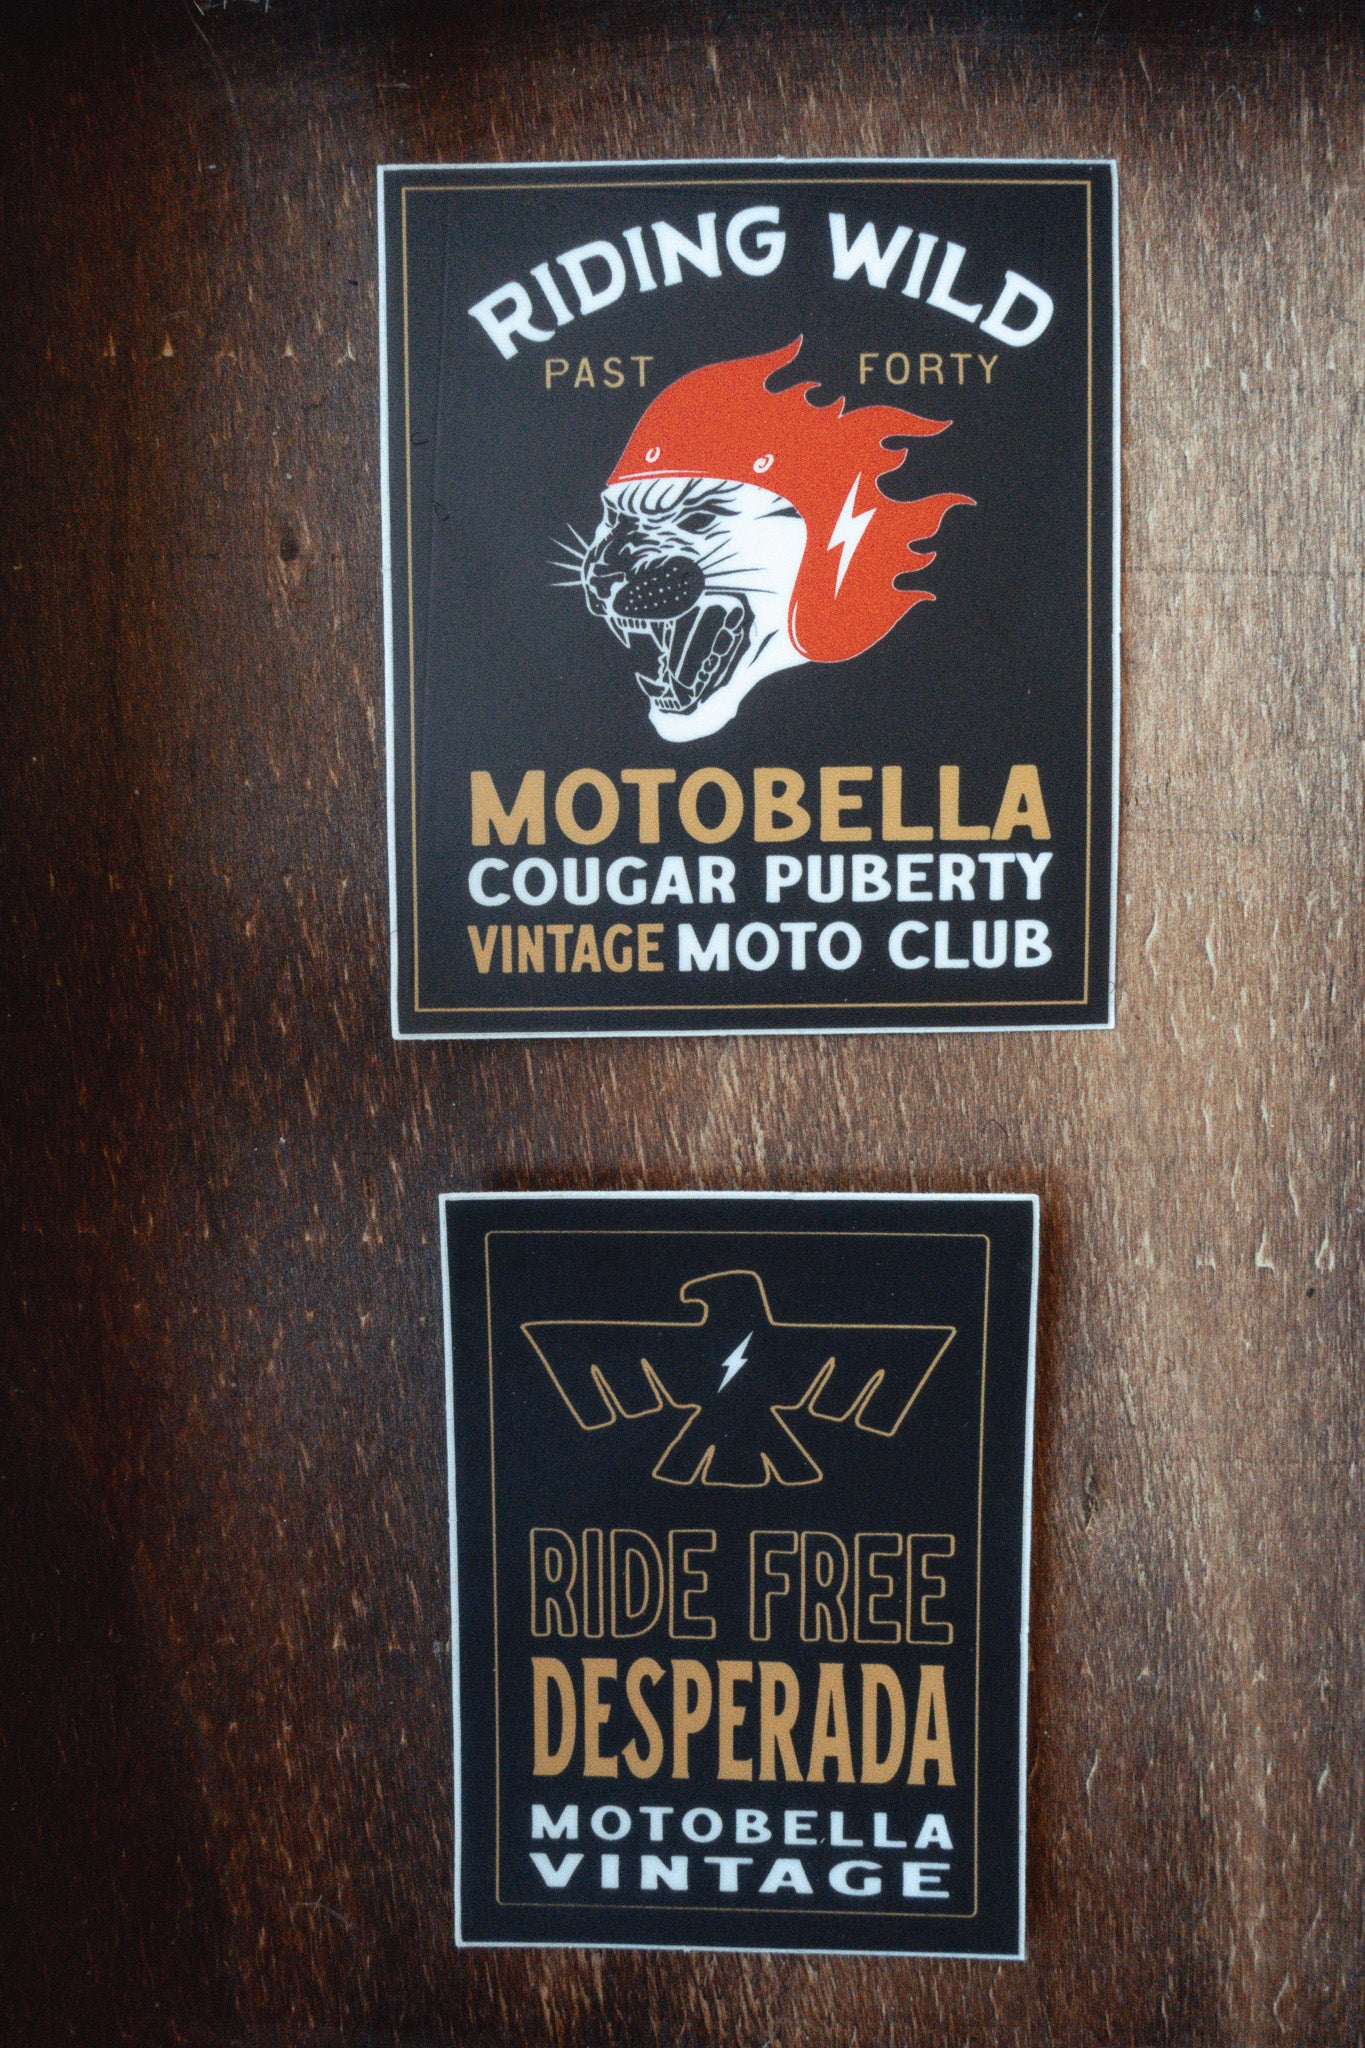 RIDING WILD
PAST FORTY
MOTOBELLA
COUGAR PUBERTY
VINTAGE MOTO CLUB
RIDE FREE
DESPERADA
MOTOBELLA
VINTAGE